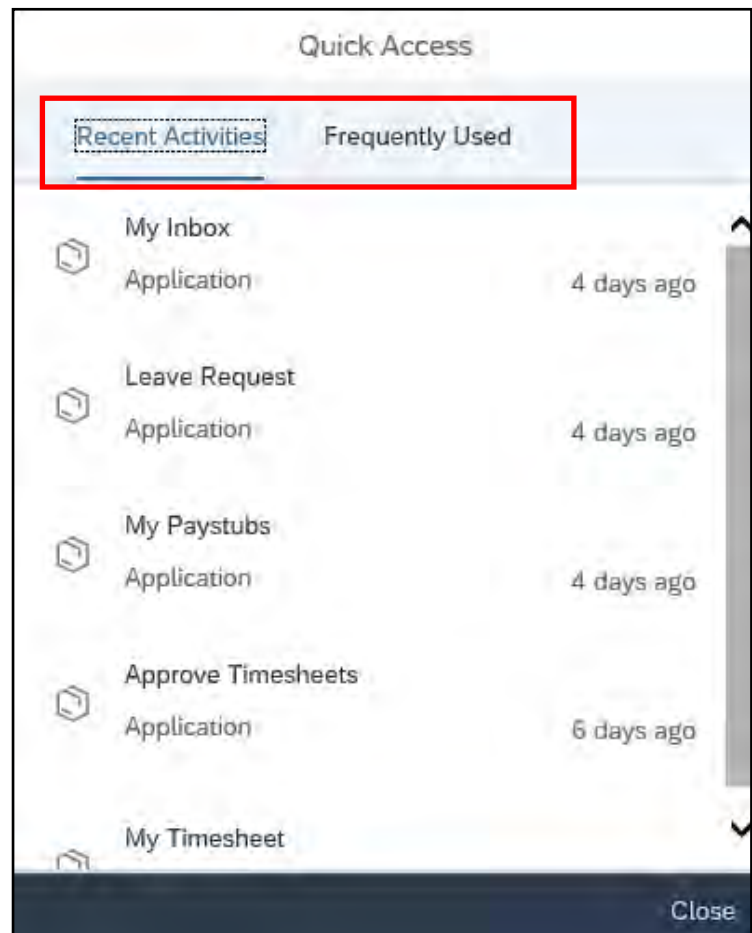 Quick Access
Recent Activities Frequently Used
My Inbox
Application 4 days ago
Leave Request
Application 4 days ago
My Paystubs
Application 4 days ago
Approve Timesheets
Application 6 days ago
My Timesheet
Close